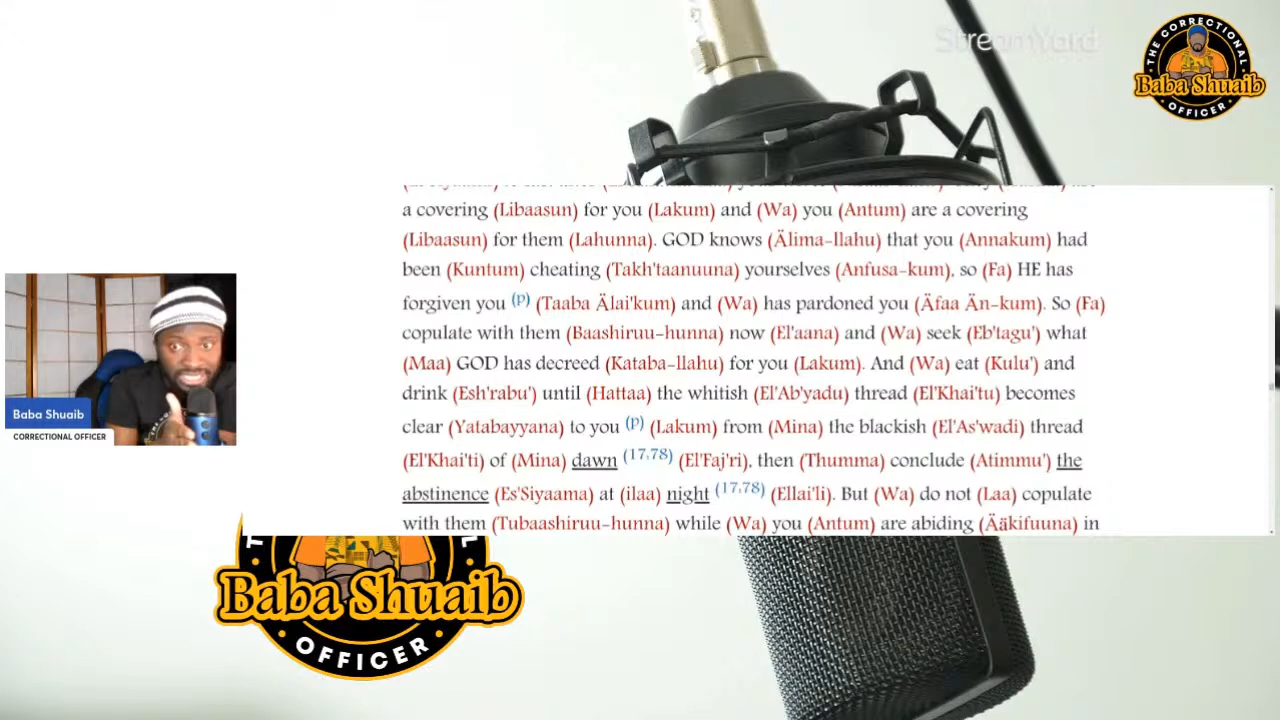 StreamYard
THE CORRECTIONAL
Baba Shuaib
OFFICER
a covering (Libaasun) for you (Lakum) and (Wa) you (Antum) are a covering
(Libaasun) for them (Lahunna). GOD knows (Älima-llahu) that you (Annakum) had
been (Kuntum) cheating (Takh'taanuuna) yourselves (Anfusa-kum), so (Fa) HE has
forgiven you (p) (Taaba Älai'kum) and (Wa) has pardoned you (Äfaa Än-kum). So (Fa)
copulate with them (Baashiruu-hunna) now (El'aana) and (Wa) seek (Eb'tagu') what
(Maa) GOD has decreed (Kataba-llahu) for you (Lakum). And (Wa) eat (Kulu') and
drink (Esh'rabu') until (Hattaa) the whitish (El'Ab'yadu) thread (El'Khai'tu) becomes
clear (Yatabayyana) to you (p) (Lakum) from (Mina) the blackish (El'As'wadi) thread
(El'Khai'ti) of (Mina) dawn (17,78) (El'Faj'ri), then (Thumma) conclude (Atimmu') the
abstinence (Es'Siyaama) at (ilaa) night (17,78) (Ellai'li). But (Wa) do not (Laa) copulate
with them (Tubaashiruu-hunna) while (Wa) you (Antum) are abiding (Ääkifuuna) in
Baba Shuaib
CORRECTIONAL OFFICER
Baba Shuaib
OFFICER